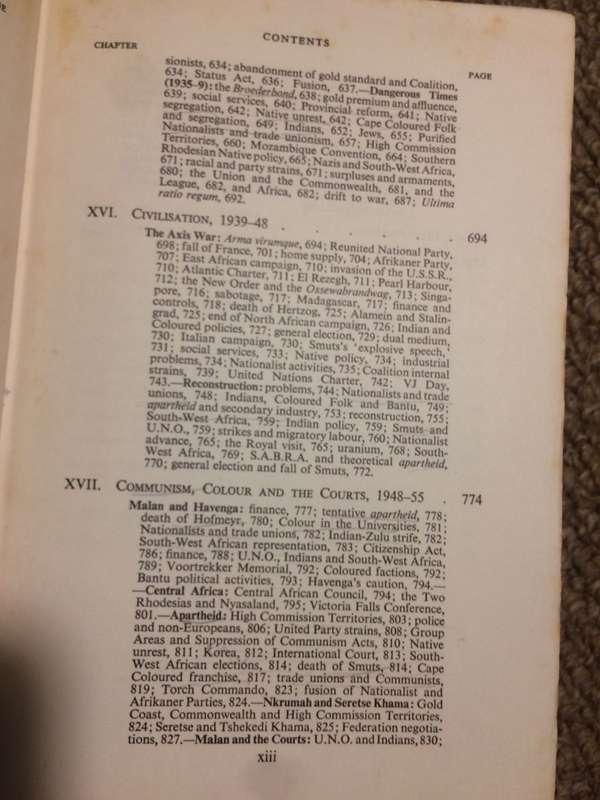 CONTENTS
CHAPTER
PAGE
sionists, 634; abandonment of gold standard and Coalition,
634; Status Act, 636; Fusion, 637.—Dangerous Times
(1935–9): the Broederbond, 638; gold premium and affluence,
639; social services, 640; Provincial reform, 641; Native
segregation, 642; Native unrest, 642; Cape Coloured Folk
and segregation, 649; Indians, 652; Jews, 655; Purified
Nationalists and trade unionism, 657; High Commission
Territories, 660; Mozambique Convention, 664; Southern
Rhodesian Native policy, 665; Nazis and South-West Africa,
671; racial and party strains, 671; surpluses and armaments,
680; the Union and the Commonwealth, 681, and the
League, 682, and Africa, 682; drift to war, 687; Ultima
ratio regum, 692.
XVI. CIVILISATION, 1939–48 . . . . . 694
The Axis War: Arma virumque, 694; Reunited National Party,
698; fall of France, 701; home supply, 704; Afrikaner Party,
707; East African campaign, 710; invasion of the U.S.S.R.,
710; Atlantic Charter, 711; El Rezegh, 711; Pearl Harbour,
712; the New Order and the Ossewabrandwag, 713; Singa-
pore, 716; sabotage, 717; Madagascar, 717; finance and
controls, 718; death of Hertzog, 725; Alamein and Stalin-
grad, 725; end of North African campaign, 726; Indian and
Coloured policies, 727; general election, 729; dual medium,
730; Italian campaign, 730; Smuts's 'explosive speech,'
731; social services, 733; Native policy, 734; industrial
problems, 734; Nationalist activities, 735; Coalition internal
strains, 739; United Nations Charter, 742; VJ Day,
743.—Reconstruction: problems, 744; Nationalists and trade
unions, 748; Indians, Coloured Folk and Bantu, 749;
apartheid and secondary industry, 753; reconstruction, 755;
South-West Africa, 759; Indian policy, 759; Smuts and
U.N.O., 759; strikes and migratory labour, 760; Nationalist
advance, 765; the Royal visit, 765; uranium, 768; South-
West Africa, 769; S.A.B.R.A. and theoretical apartheid,
770; general election and fall of Smuts, 772.
XVII. COMMUNISM, COLOUR AND THE COURTS, 1948–55 . 774
Malan and Havenga: finance, 777; tentative apartheid, 778;
death of Hofmeyr, 780; Colour in the Universities, 781;
Nationalists and trade unions, 782; Indian-Zulu strife, 782;
South-West African representation, 783; Citizenship Act,
786; finance, 788; U.N.O., Indians and South-West Africa,
789; Voortrekker Memorial, 792; Coloured factions, 792;
Bantu political activities, 793; Havenga's caution, 794.—
—Central Africa: Central African Council, 794; the Two
Rhodesias and Nyasaland, 795; Victoria Falls Conference,
801.—Apartheid: High Commission Territories, 803; police
and non-Europeans, 806; United Party strains, 808; Group
Areas and Suppression of Communism Acts, 810; Native
unrest, 811; Korea, 812; International Court, 813; South-
West African elections, 814; death of Smuts, 814; Cape
Coloured franchise, 817; trade unions and Communists,
819; Torch Commando, 823; fusion of Nationalist and
Afrikaner Parties, 824.—Nkrumah and Seretse Khama: Gold
Coast, Commonwealth and High Commission Territories,
824; Seretse and Tshekedi Khama, 825; Federation negotia-
tions, 827.—Malan and the Courts: U.N.O. and Indians, 830;
xiii